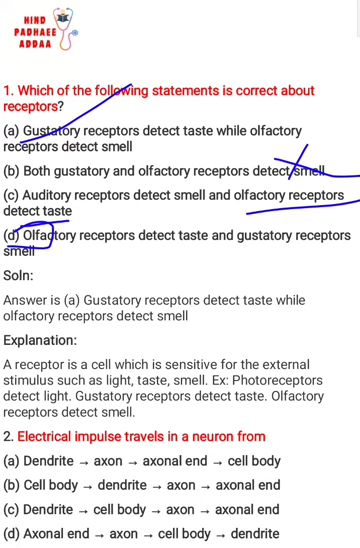 HIND
PADHAEE
ADDAA
1. Which of the following statements is correct about
receptors?
(a) Gustatory receptors detect taste while olfactory
receptors detect smell
(b) Both gustatory and olfactory receptors detect smell
(c) Auditory receptors detect smell and olfactory receptors
detect taste
(d) Olfactory receptors detect taste and gustatory receptors
smell
Soln:
Answer is (a) Gustatory receptors detect taste while
olfactory receptors detect smell
Explanation:
A receptor is a cell which is sensitive for the external
stimulus such as light, taste, smell. Ex: Photoreceptors
detect light. Gustatory receptors detect taste. Olfactory
receptors detect smell.
2. Electrical impulse travels in a neuron from
(a) Dendrite → axon → axonal end → cell body
(b) Cell body → dendrite → axon → axonal end
(c) Dendrite → cell body → axon → axonal end
(d) Axonal end → axon → cell body → dendrite